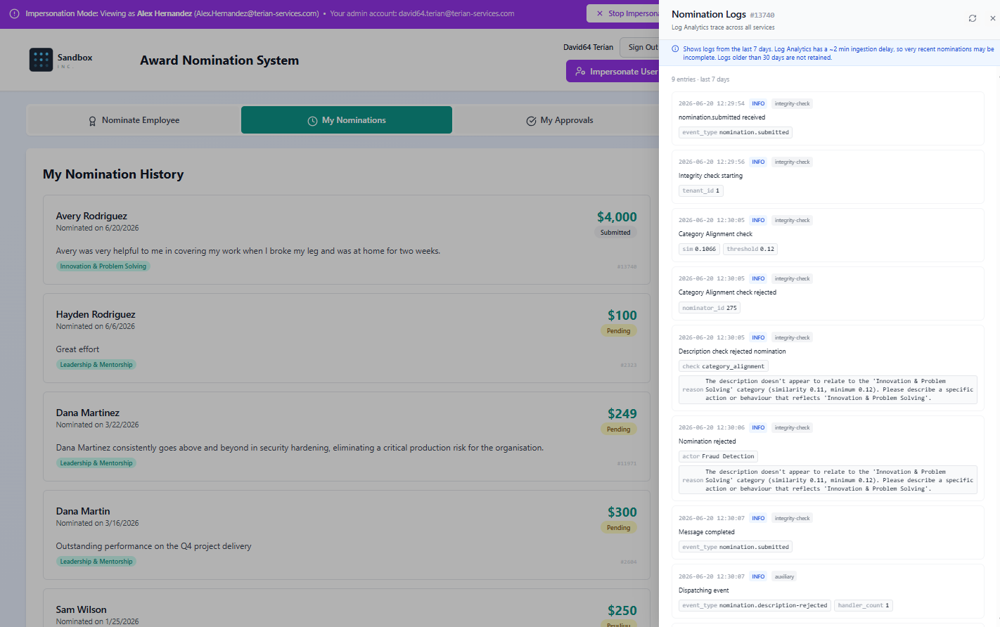 Impersonation Mode: Viewing as Alex Hernandez (Alex.Hernandez@terian-services.com) • Your admin account: david64.terian@terian-services.com
Stop Impersona
Sandbox
INC.
Award Nomination System
David64 Terian
Sign Out
Impersonate User
Nominate Employee
My Nominations
My Approvals
My Nomination History
Avery Rodriguez
$4,000
Nominated on 6/20/2026
Submitted
Avery was very helpful to me in covering my work when I broke my leg and was at home for two weeks.
Innovation & Problem Solving
#13740
Hayden Rodriguez
$100
Nominated on 6/6/2026
Pending
Great effort
Leadership & Mentorship
#2323
Dana Martinez
$249
Nominated on 3/22/2026
Pending
Dana Martinez consistently goes above and beyond in security hardening, eliminating a critical production risk for the organisation.
Leadership & Mentorship
#11071
Dana Martin
$300
Nominated on 3/16/2026
Pending
Outstanding performance on the Q4 project delivery
Leadership & Mentorship
#2604
Sam Wilson
$250
Nominated on 1/25/2026
Pending
Nomination Logs #13740
Log Analytics trace across all services
Shows logs from the last 7 days. Log Analytics has a ~2 min ingestion delay, so very recent nominations may be
incomplete. Logs older than 30 days are not retained.
9 entries · last 7 days
2026-06-20 12:29:54 INFO integrity-check
nomination.submitted received
event_type nomination.submitted
2026-06-20 12:29:56 INFO integrity-check
Integrity check starting
tenant_id 1
2026-06-20 12:30:05 INFO integrity-check
Category Alignment check
sim 0.1066 threshold 0.12
2026-06-20 12:30:05 INFO integrity-check
Category Alignment check rejected
nominator_id 275
2026-06-20 12:30:05 INFO integrity-check
Description check rejected nomination
check category_alignment
The description doesn't appear to relate to the 'Innovation & Problem
reason Solving' category (similarity 0.11, minimum 0.12). Please describe a specific
action or behaviour that reflects 'Innovation & Problem Solving'.
2026-06-20 12:30:06 INFO integrity-check
Nomination rejected
actor Fraud Detection
The description doesn't appear to relate to the 'Innovation & Problem
reason Solving' category (similarity 0.11, minimum 0.12). Please describe a specific
action or behaviour that reflects 'Innovation & Problem Solving'.
2026-06-20 12:30:07 INFO integrity-check
Message completed
event_type nomination.submitted
2026-06-20 12:30:07 INFO auxiliary
Dispatching event
event_type nomination.description-rejected handler_count 1